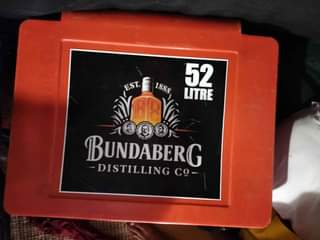 52
LITRE
EST. 1888
BUNDABERG
DISTILLING CO